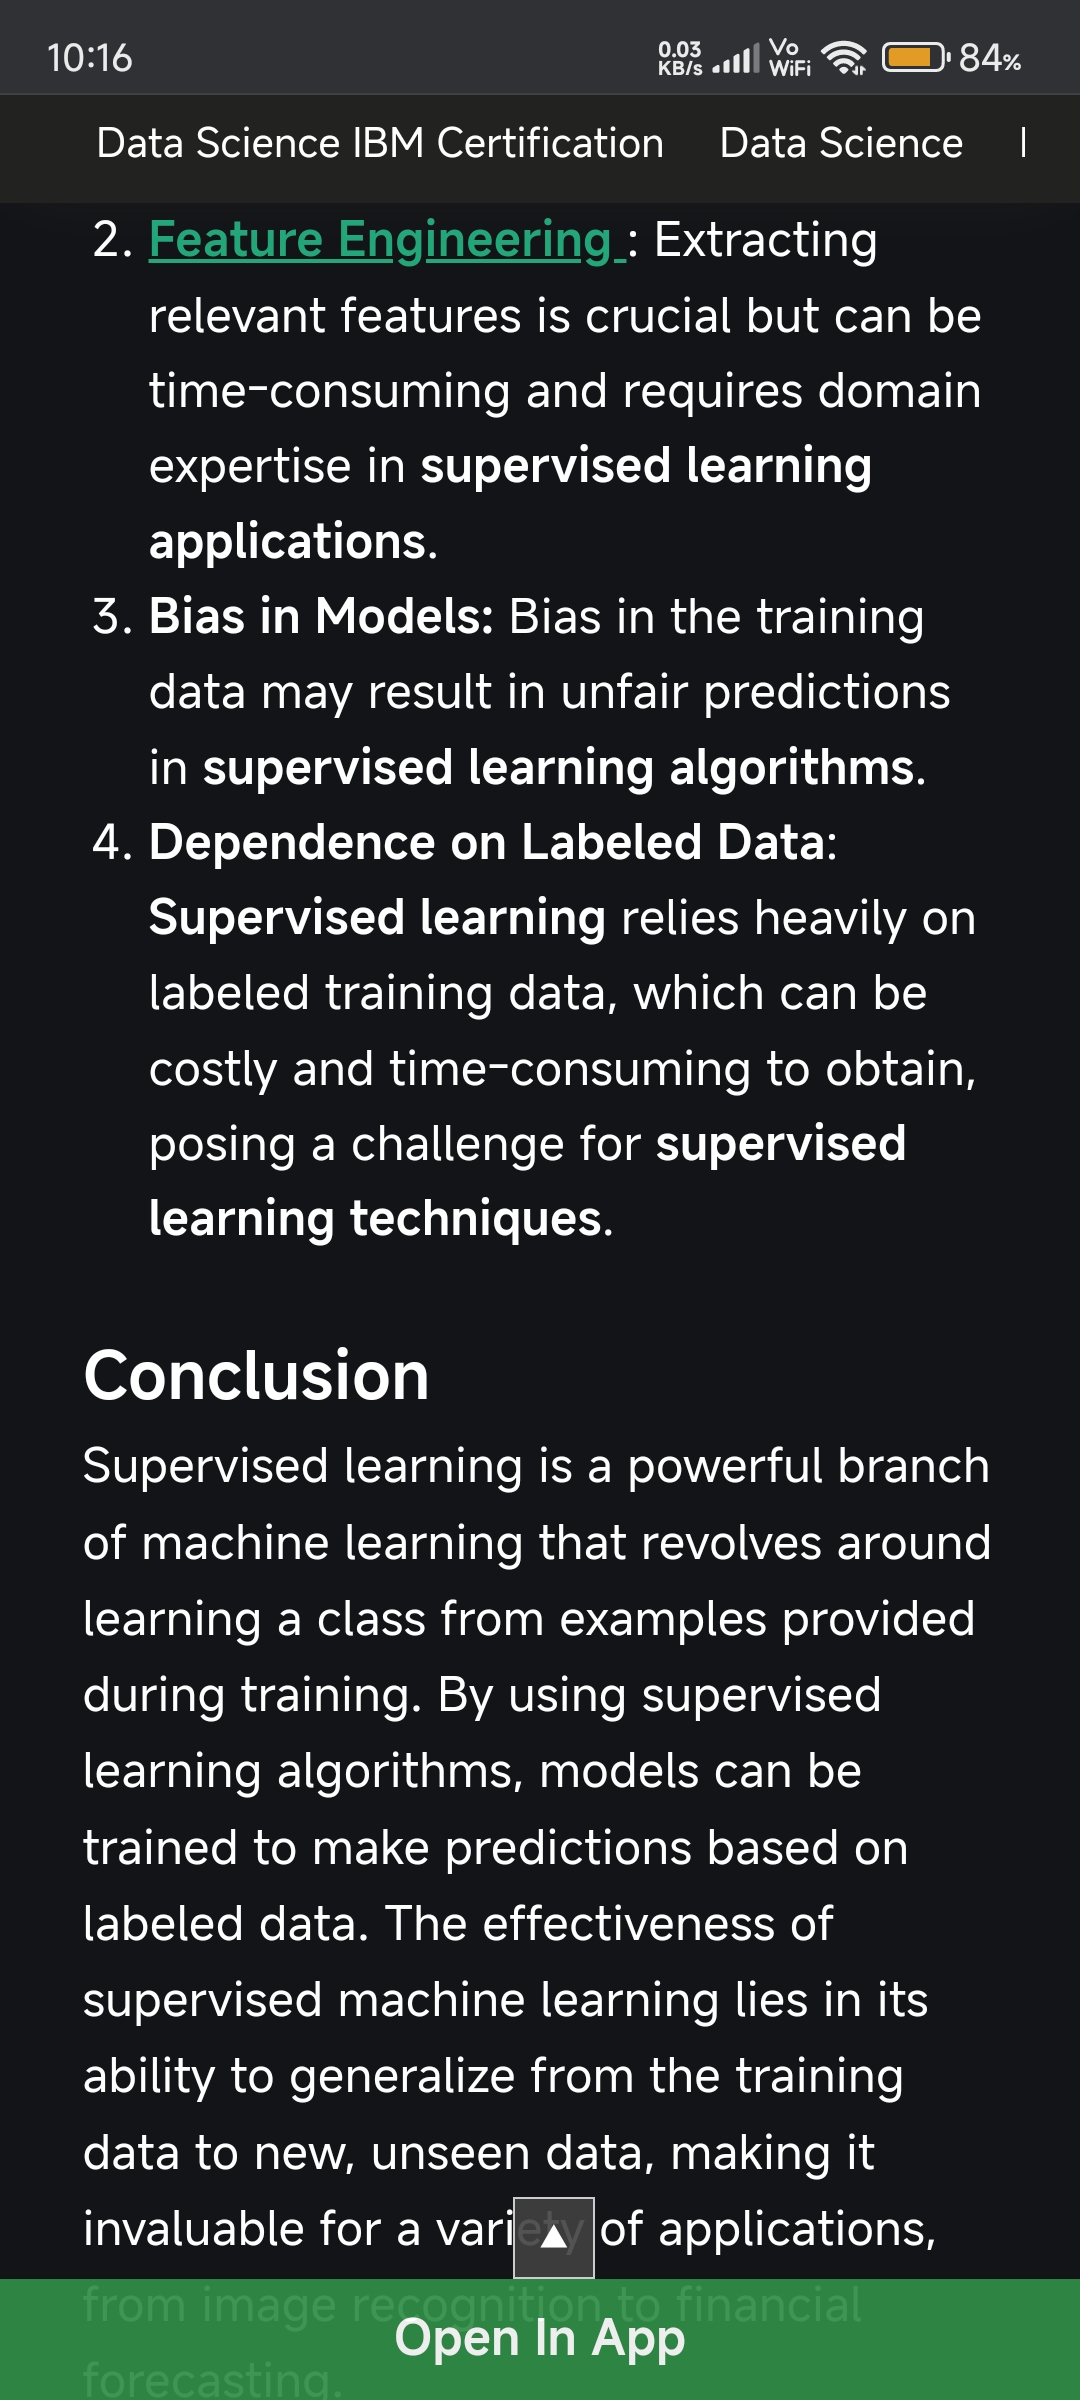 10:16
0.03
KB/s
Vo
WiFi
84%
Data Science IBM Certification Data Science
2. Feature Engineering : Extracting
relevant features is crucial but can be
time-consuming and requires domain
expertise in supervised learning
applications.
3. Bias in Models: Bias in the training
data may result in unfair predictions
in supervised learning algorithms.
4. Dependence on Labeled Data:
Supervised learning relies heavily on
labeled training data, which can be
costly and time-consuming to obtain,
posing a challenge for supervised
learning techniques.
Conclusion
Supervised learning is a powerful branch
of machine learning that revolves around
learning a class from examples provided
during training. By using supervised
learning algorithms, models can be
trained to make predictions based on
labeled data. The effectiveness of
supervised machine learning lies in its
ability to generalize from the training
data to new, unseen data, making it
invaluable for a variety of applications,
from image recognition to financial
Open In App
forecasting.